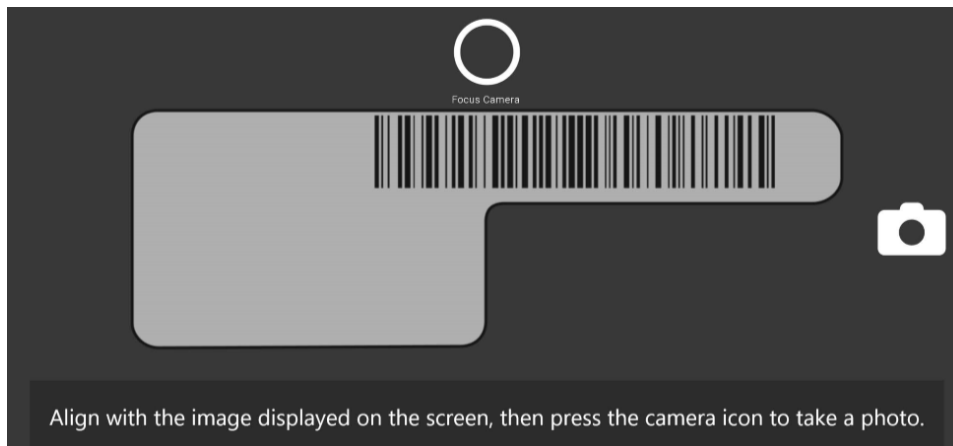 Focus Camera
Align with the image displayed on the screen, then press the camera icon to take a photo.